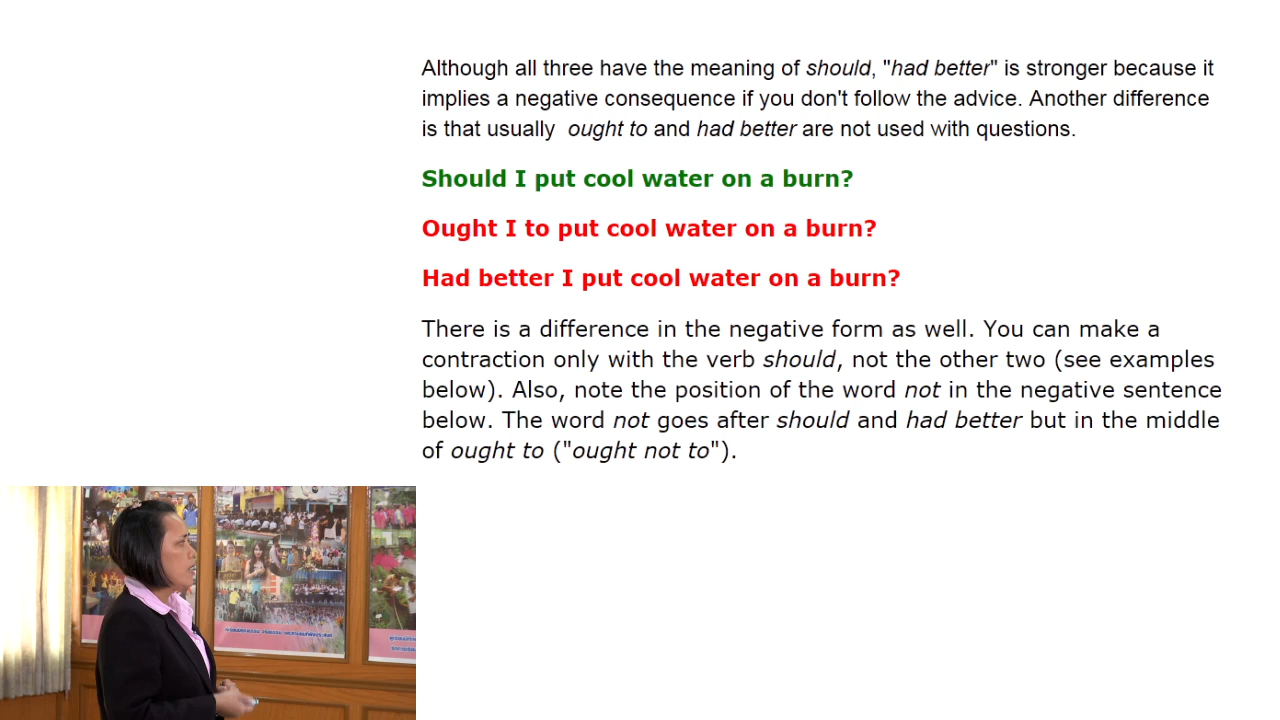 Although all three have the meaning of should, "had better" is stronger because it
implies a negative consequence if you don't follow the advice. Another difference
is that usually ought to and had better are not used with questions.
Should I put cool water on a burn?
Ought I to put cool water on a burn?
Had better I put cool water on a burn?
There is a difference in the negative form as well. You can make a
contraction only with the verb should, not the other two (see examples
below). Also, note the position of the word not in the negative sentence
below. The word not goes after should and had better but in the middle
of ought to ("ought not to").